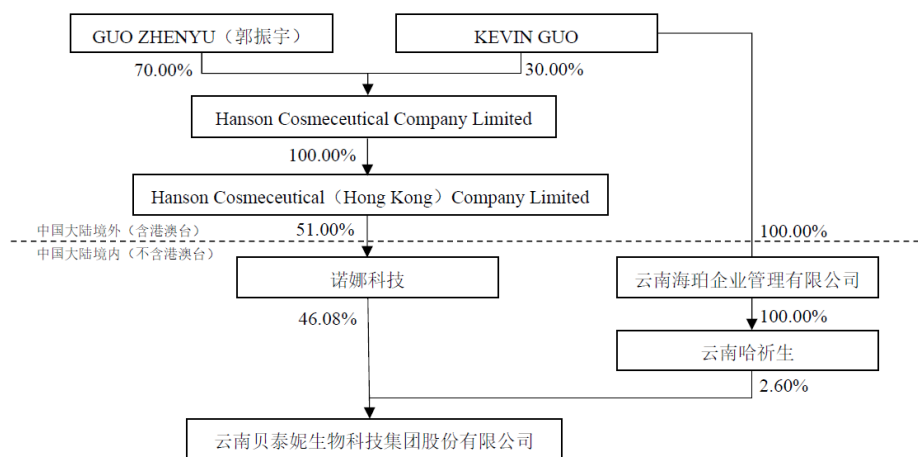 GUO ZHENYU（郭振宇）
KEVIN GUO
70.00%
30.00%
Hanson Cosmeceutical Company Limited
100.00%
Hanson Cosmeceutical（Hong Kong）Company Limited
中国大陆境外（含港澳台）
51.00%
100.00%
中国大陆境内（不含港澳台）
诺娜科技
云南海珀企业管理有限公司
46.08%
100.00%
云南哈祈生
2.60%
云南贝泰妮生物科技集团股份有限公司